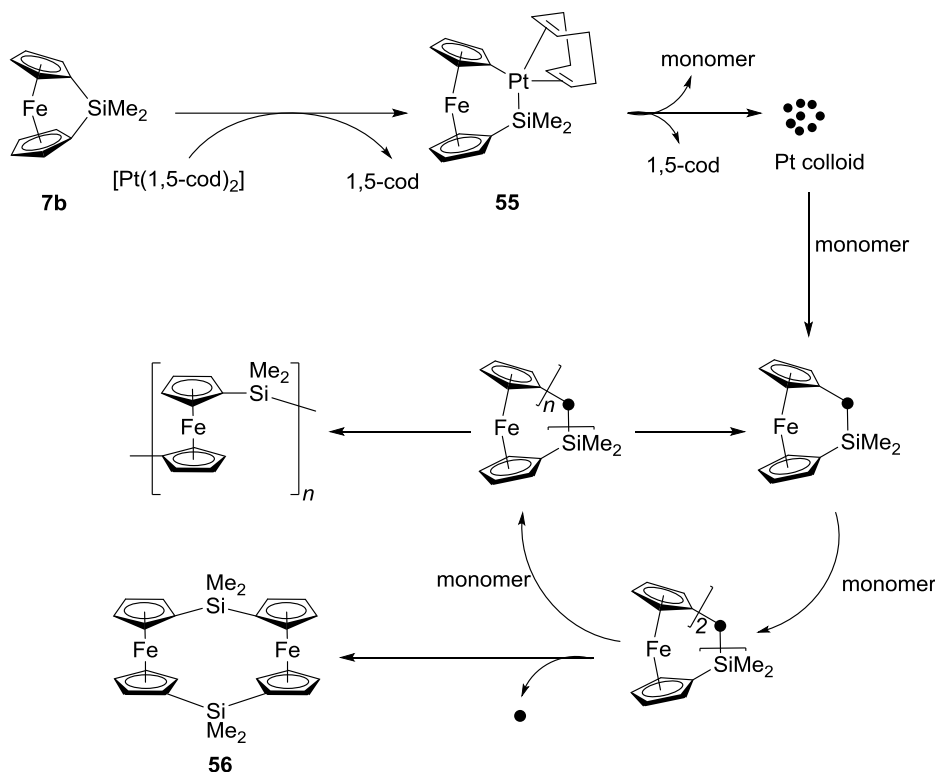 Fe
SiMe2
7b
[Pt(1,5-cod)2]
1,5-cod
Pt
Fe
SiMe2
55
monomer
1,5-cod
Pt colloid
monomer
Me2
Si
Fe
n
n
Fe
SiMe2
Fe
SiMe2
monomer
monomer
Me2
Si
Fe
Fe
Si
Me2
56
2
Fe
SiMe2